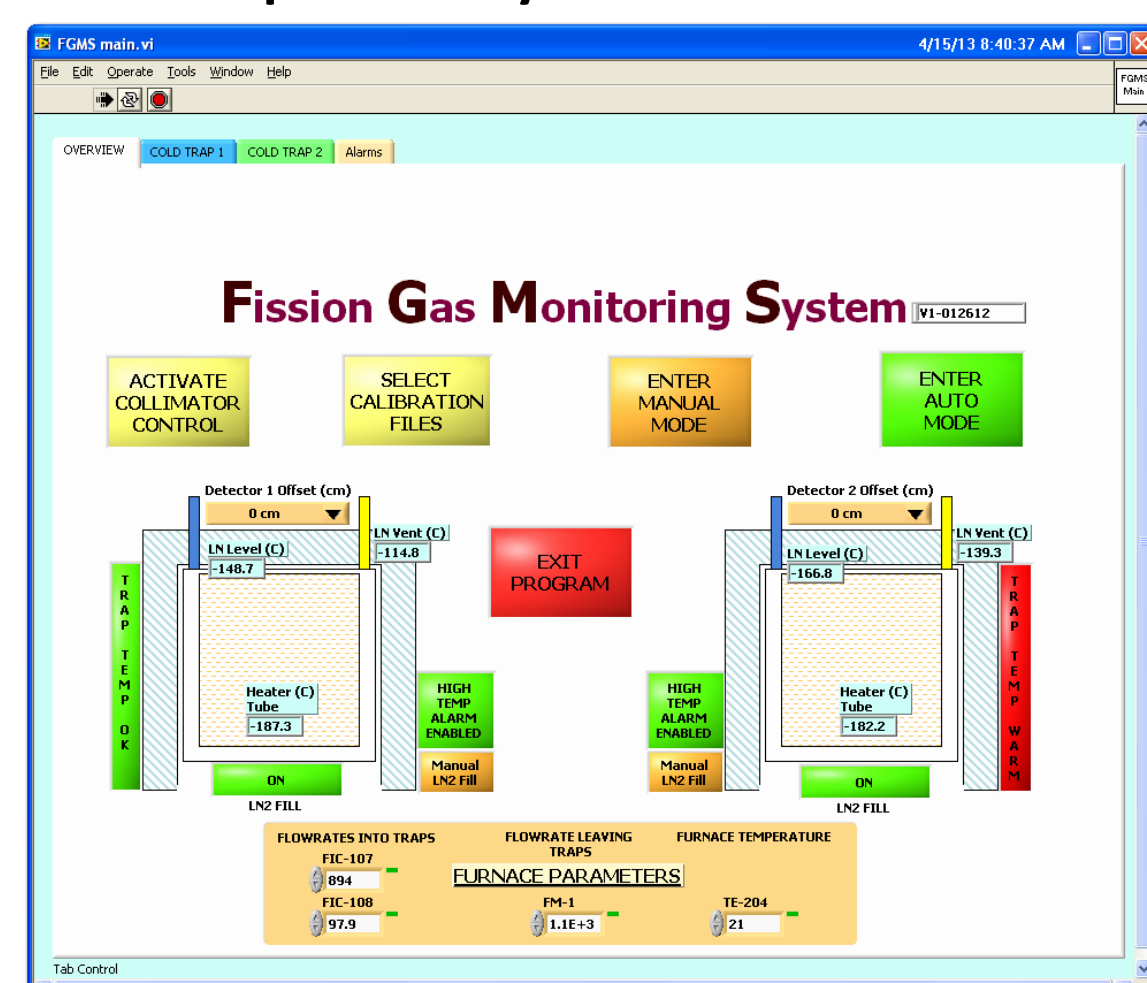 FGMS main.vi
4/15/13 8:40:37 AM
File Edit Operate Tools Window Help
FGMS
Main
OVERVIEW
COLD TRAP 1
COLD TRAP 2
Alarms
Fission Gas Monitoring System
V1-012612
ACTIVATE
COLLIMATOR
CONTROL
SELECT
CALIBRATION
FILES
ENTER
MANUAL
MODE
ENTER
AUTO
MODE
Detector 1 Offset (cm)
0 cm
LN Vent (C)
-114.8
LN Level (C)
-148.7
TRAP TEMP OK
Heater (C)
Tube
-187.3
HIGH
TEMP
ALARM
ENABLED
Manual
LN2 Fill
ON
LN2 FILL
EXIT
PROGRAM
Detector 2 Offset (cm)
0 cm
LN Vent (C)
-139.3
LN Level (C)
-166.8
TRAP TEMP WARM
Heater (C)
Tube
-182.2
HIGH
TEMP
ALARM
ENABLED
Manual
LN2 Fill
ON
LN2 FILL
FLOWRATES INTO TRAPS
FLOWRATE LEAVING
TRAPS
FURNACE TEMPERATURE
FIC-107
894
FURNACE PARAMETERS
FIC-108
97.9
FM-1
1.1E+3
TE-204
21
Tab Control